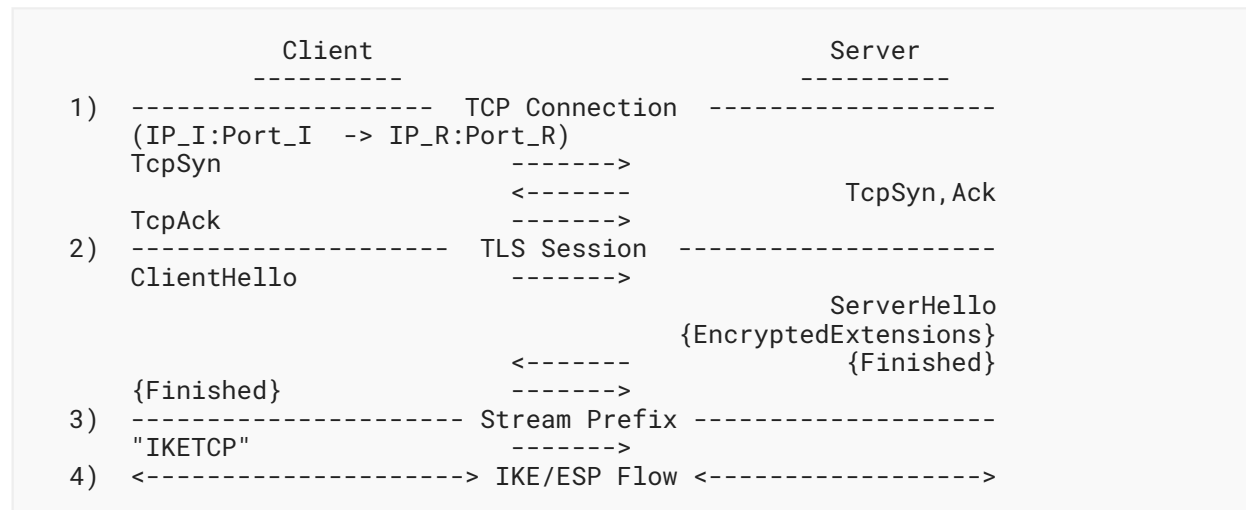 Client                            Server
----------                            ----------
1)  --------------------  TCP Connection  -------------------
(IP_I:Port_I  -> IP_R:Port_R)
TcpSyn                   ------->
<-------              TcpSyn,Ack
TcpAck                   ------->
2)  ---------------------  TLS Session  ---------------------
ClientHello              ------->
ServerHello
{EncryptedExtensions}
<-------              {Finished}
{Finished}               ------->
3)  ---------------------- Stream Prefix --------------------
"IKETCP"                 ------->
4)  <----------------------> IKE/ESP Flow <------------------>